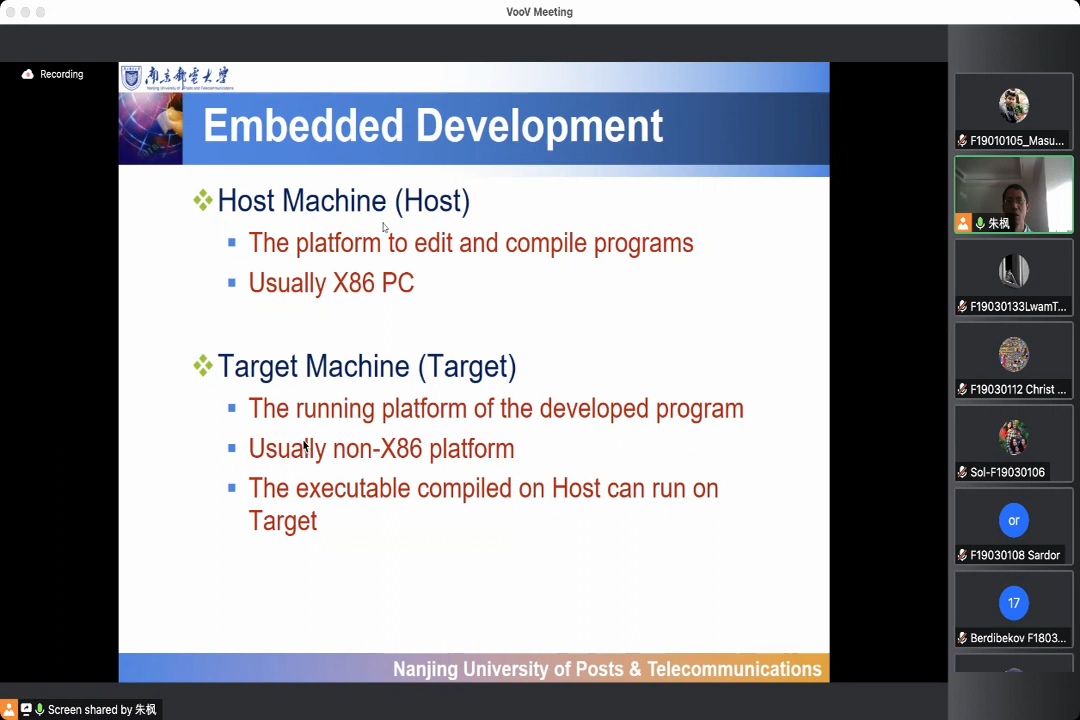 VooV Meeting
Recording
南京邮电大学
Nanjing University of Posts and Telecommunications
Embedded Development
Host Machine (Host)
The platform to edit and compile programs
Usually X86 PC
Target Machine (Target)
The running platform of the developed program
Usually non-X86 platform
The executable compiled on Host can run on
Target
Nanjing University of Posts & Telecommunications
F19010105_Masu...
朱枫
F19030133LwamT...
F19030112 Christ ...
Sol-F19030106
or
F19030108 Sardor
17
Berdibekov F1803...
Screen shared by 朱枫